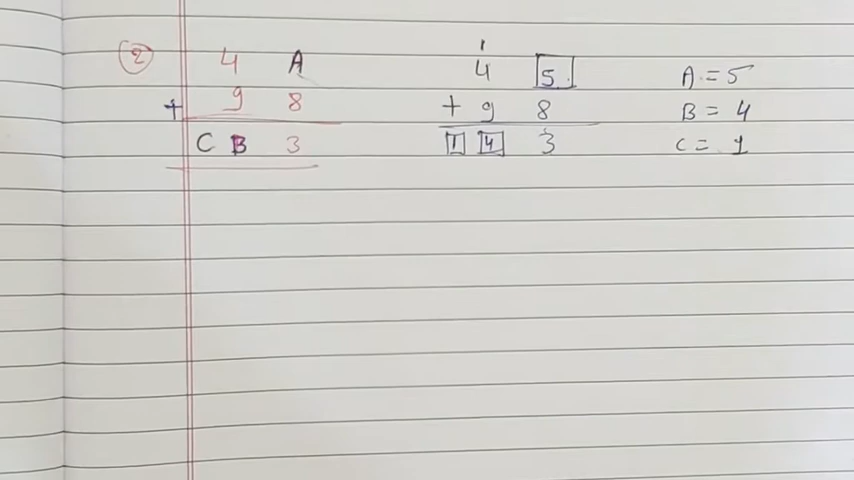 ② 4 A
+ 9 8
C B 3
1
4 5
+ 9 8
1 4 3
A = 5
B = 4
C = 1